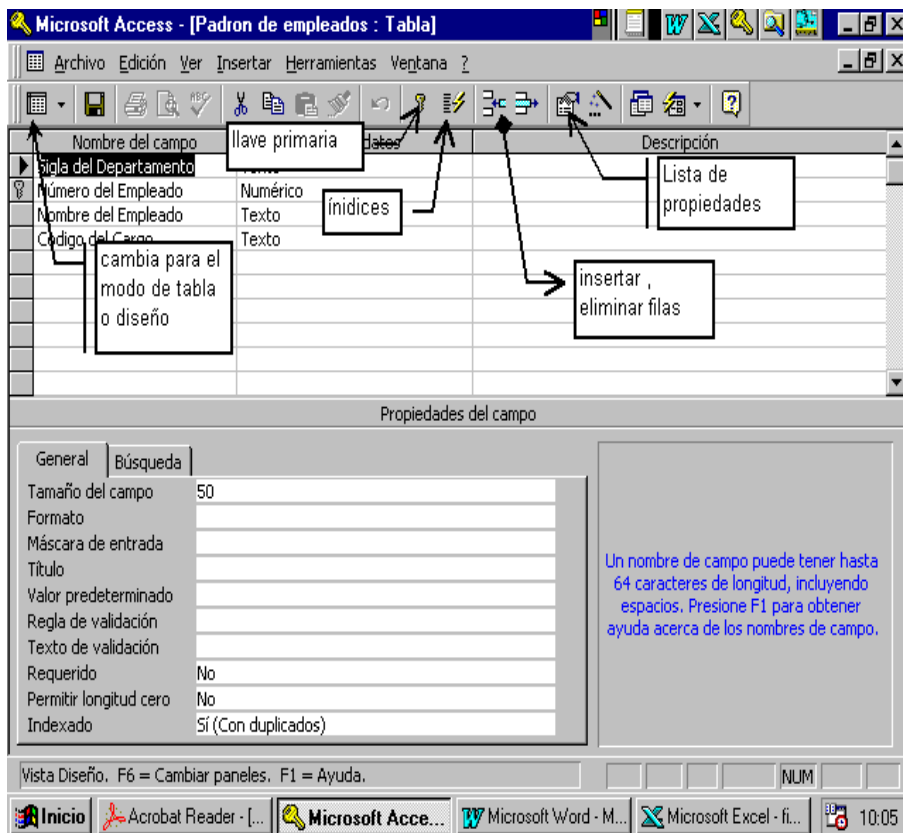 Microsoft Access - [Padron de empleados : Tabla]
Archivo Edición Ver Insertar Herramientas Ventana ?
ABC
Nombre del campo datos Descripción
llave primaria
Sigla del Departamento
Número del Empleado Numérico
Nombre del Empleado Texto
Código del Cargo Texto
ínidices
Lista de
propiedades
cambia para el
modo de tabla
o diseño
insertar ,
eliminar filas
Propiedades del campo
General Búsqueda
Tamaño del campo 50
Formato
Máscara de entrada
Título
Valor predeterminado
Regla de validación
Texto de validación
Requerido No
Permitir longitud cero No
Indexado Sí (Con duplicados)
Un nombre de campo puede tener hasta
64 caracteres de longitud, incluyendo
espacios. Presione F1 para obtener
ayuda acerca de los nombres de campo.
Vista Diseño. F6 = Cambiar paneles. F1 = Ayuda.
NUM
Inicio Acrobat Reader - [... Microsoft Acce... Microsoft Word - M... Microsoft Excel - fi... 10:05